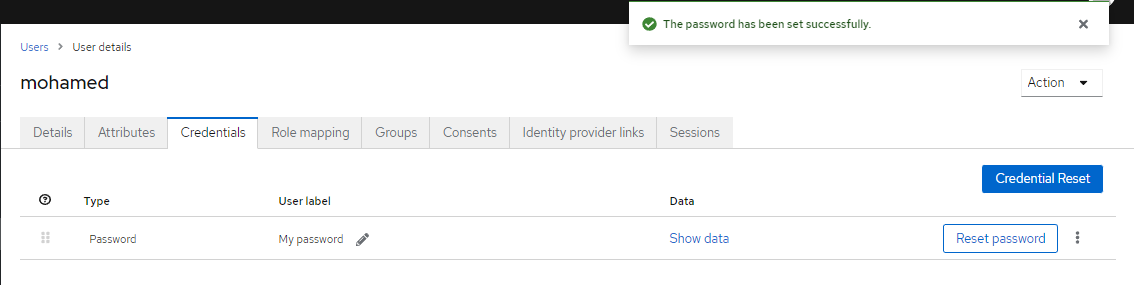 The password has been set successfully.
Users > User details
mohamed
Action
Details Attributes Credentials Role mapping Groups Consents Identity provider links Sessions
Credential Reset
Type User label Data
Password My password Show data Reset password